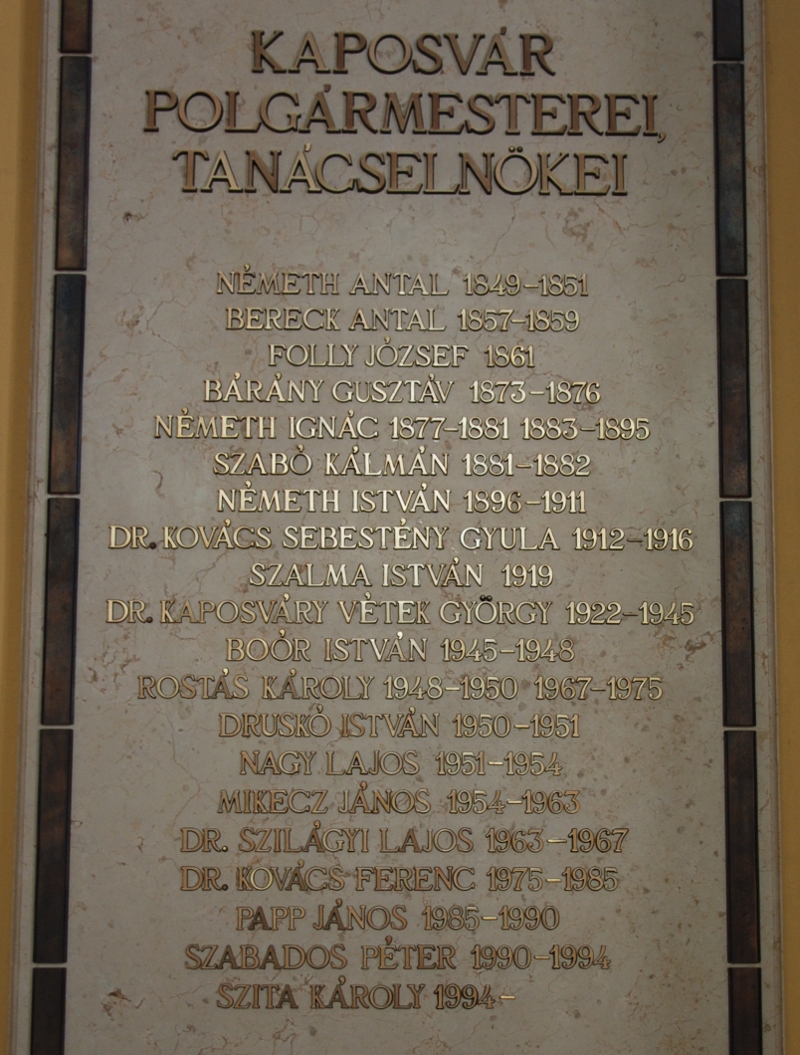 KAPOSVÁR
POLGÁRMESTEREI,
TANÁCSELNÖKEI
NÉMETH ANTAL 1849-1851
BERECK ANTAL 1857-1859
FOLLY JÓZSEF 1861
BÁRÁNY GUSZTÁV 1873-1876
NÉMETH IGNÁC 1877-1881 1883-1895
SZABÓ KÁLMÁN 1881-1882
NÉMETH ISTVÁN 1896-1911
DR. KOVÁCS SEBESTÉNY GYULA 1912-1916
SZALMA ISTVÁN 1919
DR. KAPOSVÁRY VÉTEK GYÖRGY 1922-1945
BOÓR ISTVÁN 1945-1948
ROSTÁS KÁROLY 1948-1950 1967-1975
DRUSKÓ ISTVÁN 1950-1951
NAGY LAJOS 1951-1954
MIKECZ JÁNOS 1954-1963
DR. SZILÁGYI LAJOS 1963-1967
DR. KOVÁCS FERENC 1975-1985
PAPP JÁNOS 1985-1990
SZABADOS PÉTER 1990-1994
SZITA KÁROLY 1994-